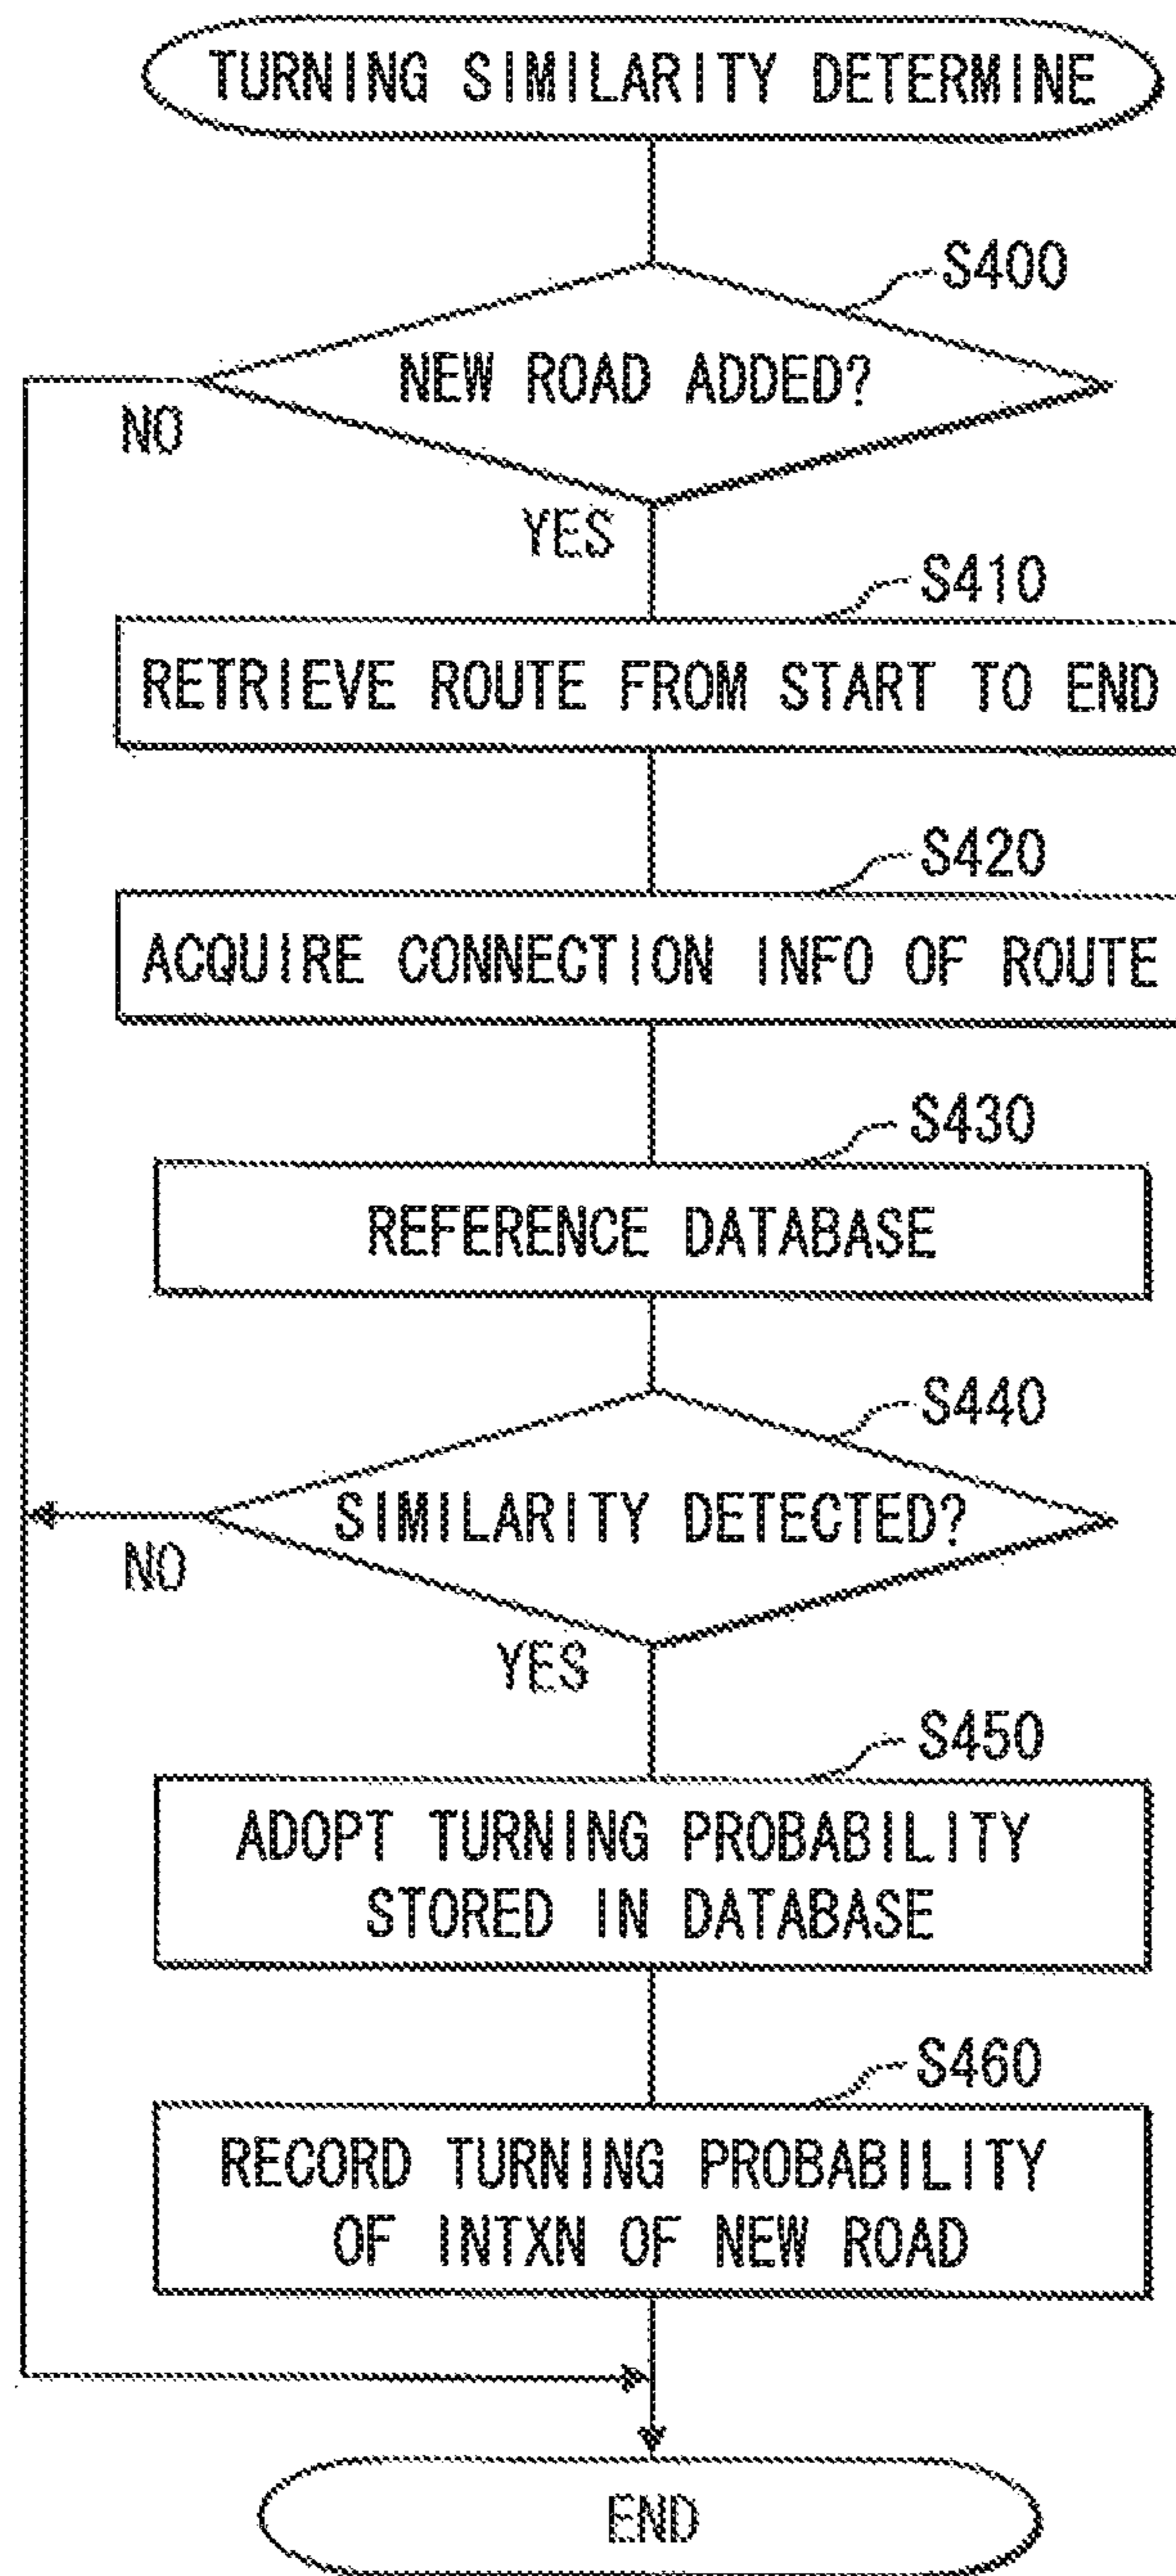 TURNING SIMILARITY DETERMINE
S400
NEW ROAD ADDED?
NO
YES
S410
RETRIEVE ROUTE FROM START TO END
S420
ACQUIRE CONNECTION INFO OF ROUTE
S430
REFERENCE DATABASE
S440
SIMILARITY DETECTED?
NO
YES
S450
ADOPT TURNING PROBABILITY
STORED IN DATABASE
S460
RECORD TURNING PROBABILITY
OF INTXN OF NEW ROAD
END